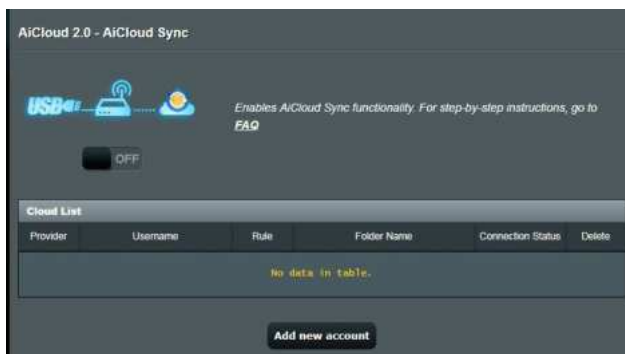 AiCloud 2.0 - AiCloud Sync
USB
Enables AiCloud Sync functionality. For step-by-step instructions, go to
FAQ
OFF
Cloud List
Provider Username Rule Folder Name Connection Status Delete
No data in table.
Add new account